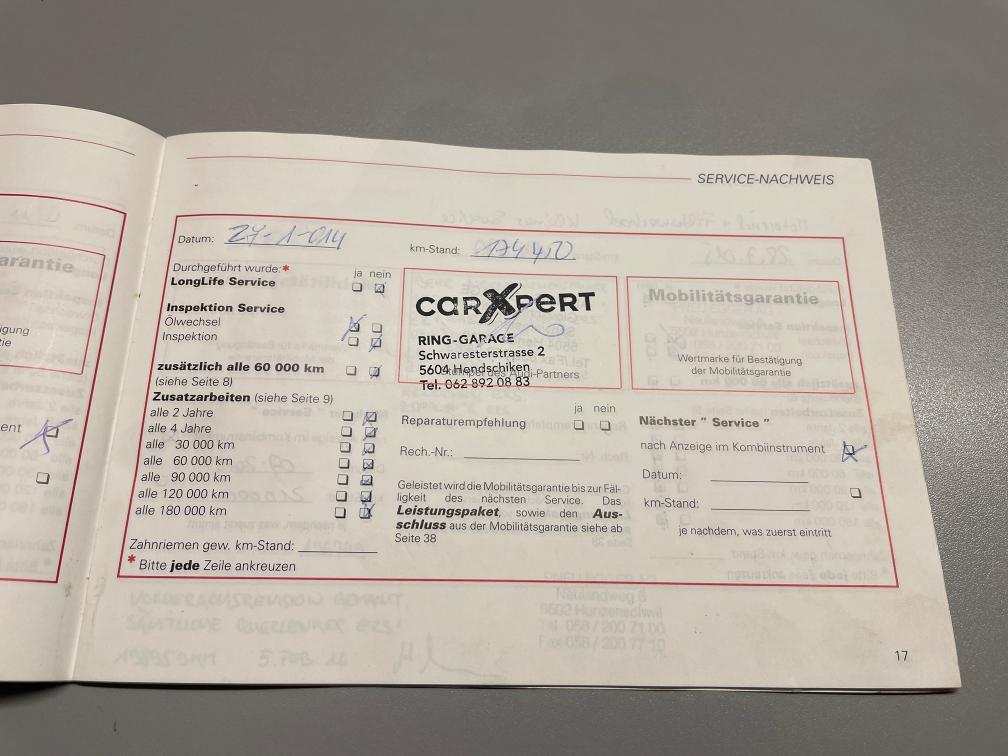 SERVICE-NACHWEIS
Datum: 27-1-014
km-Stand: 174450
Durchgeführt wurde:*
ja nein
LongLife Service
Inspektion Service
Ölwechsel
Inspektion
zusätzlich alle 60 000 km
(siehe Seite 8)
Zusatzarbeiten (siehe Seite 9)
alle 2 Jahre
alle 4 Jahre
alle 30 000 km
alle 60 000 km
alle 90 000 km
alle 120 000 km
alle 180 000 km
Zahnriemen gew. km-Stand:
* Bitte jede Zeile ankreuzen
carXpert
RING-GARAGE
Schwaresterstrasse 2
5604 Hendschiken
Stempel des Audi-Partners
Tel. 062 892 08 83
ja nein
Reparaturempfehlung
Rech.-Nr.:
Geleistet wird die Mobilitätsgarantie bis zur Fäl-
ligkeit des nächsten Service. Das
Leistungspaket, sowie den Aus-
schluss aus der Mobilitätsgarantie siehe ab
Seite 38
Mobilitätsgarantie
Wertmarke für Bestätigung
der Mobilitätsgarantie
Nächster " Service "
nach Anzeige im Kombiinstrument
Datum:
km-Stand:
je nachdem, was zuerst eintritt
17